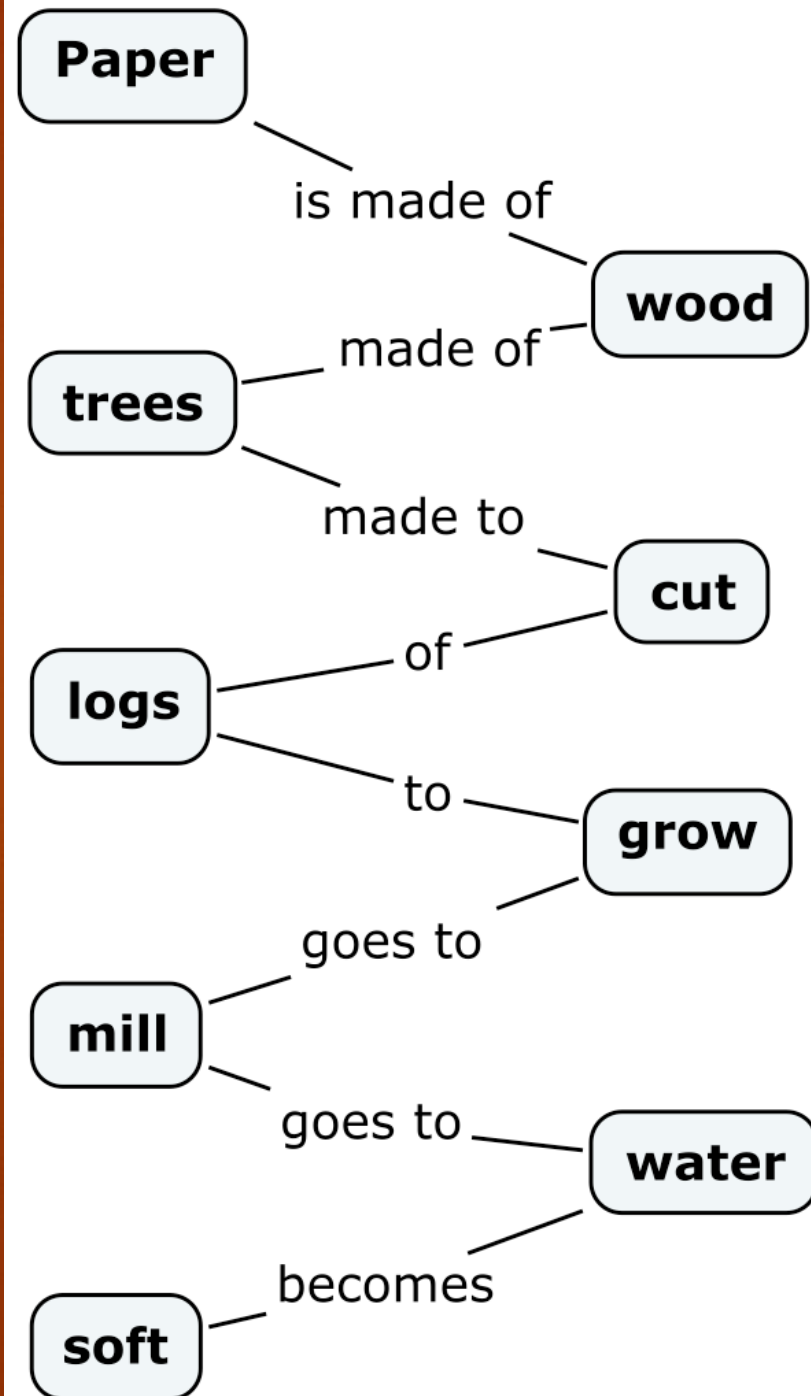 Paper
is made of
wood
made of
trees
made to
cut
of
logs
to
grow
goes to
mill
goes to
water
becomes
soft